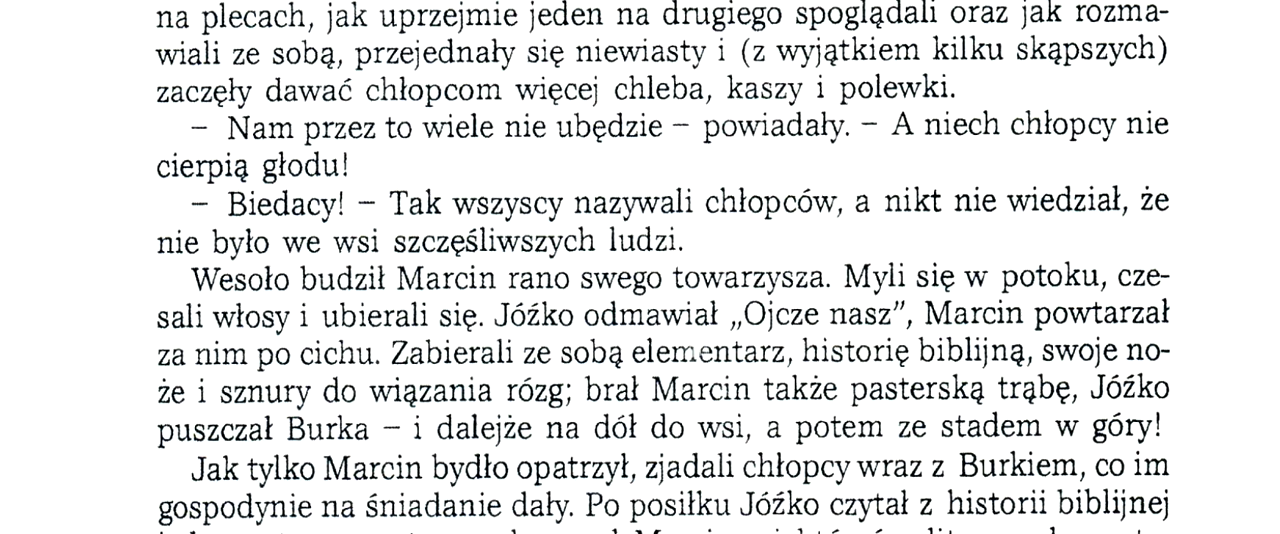 na plecach, jak uprzejmie jeden na drugiego spoglądali oraz jak rozma-
wiali ze sobą, przejednały się niewiasty i (z wyjątkiem kilku skąpszych)
zaczęły dawać chłopcom więcej chleba, kaszy i polewki.
– Nam przez to wiele nie ubędzie – powiadały. – A niech chłopcy nie
cierpią głodu!
– Biedacy! – Tak wszyscy nazywali chłopców, a nikt nie wiedział, że
nie było we wsi szczęśliwszych ludzi.
Wesoło budził Marcin rano swego towarzysza. Myli się w potoku, cze-
sali włosy i ubierali się. Jóźko odmawiał „Ojcze nasz”, Marcin powtarzał
za nim po cichu. Zabierali ze sobą elementarz, historię biblijną, swoje no-
że i sznury do wiązania rózg; brał Marcin także pasterską trąbę, Jóźko
puszczał Burka – i dalejże na dół do wsi, a potem ze stadem w góry!
Jak tylko Marcin bydło opatrzył, zjadali chłopcy wraz z Burkiem, co im
gospodynie na śniadanie dały. Po posiłku Jóźko czytał z historii biblijnej